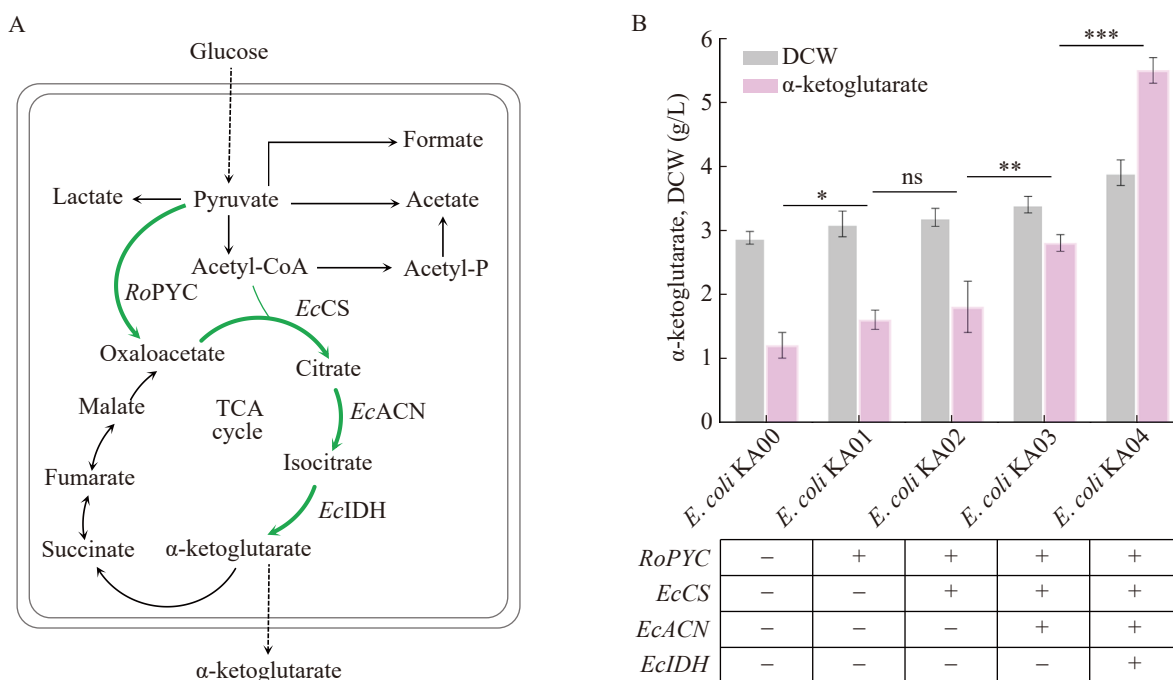 A
Glucose
Formate
Lactate
Pyruvate
Acetate
Acetyl-CoA
Acetyl-P
RoPYC
EcCS
Oxaloacetate
Citrate
Malate
TCA
cycle
EcACN
Isocitrate
Fumarate
EcIDH
Succinate
α-ketoglutarate
α-ketoglutarate
B
α-ketoglutarate, DCW (g/L)
6
5
4
3
2
1
0
DCW
α-ketoglutarate
*
ns
**
***
E. coli KA00
E. coli KA01
E. coli KA02
E. coli KA03
E. coli KA04
RoPYC – + + + +
EcCS – – + + +
EcACN – – – + +
EcIDH – – – – +